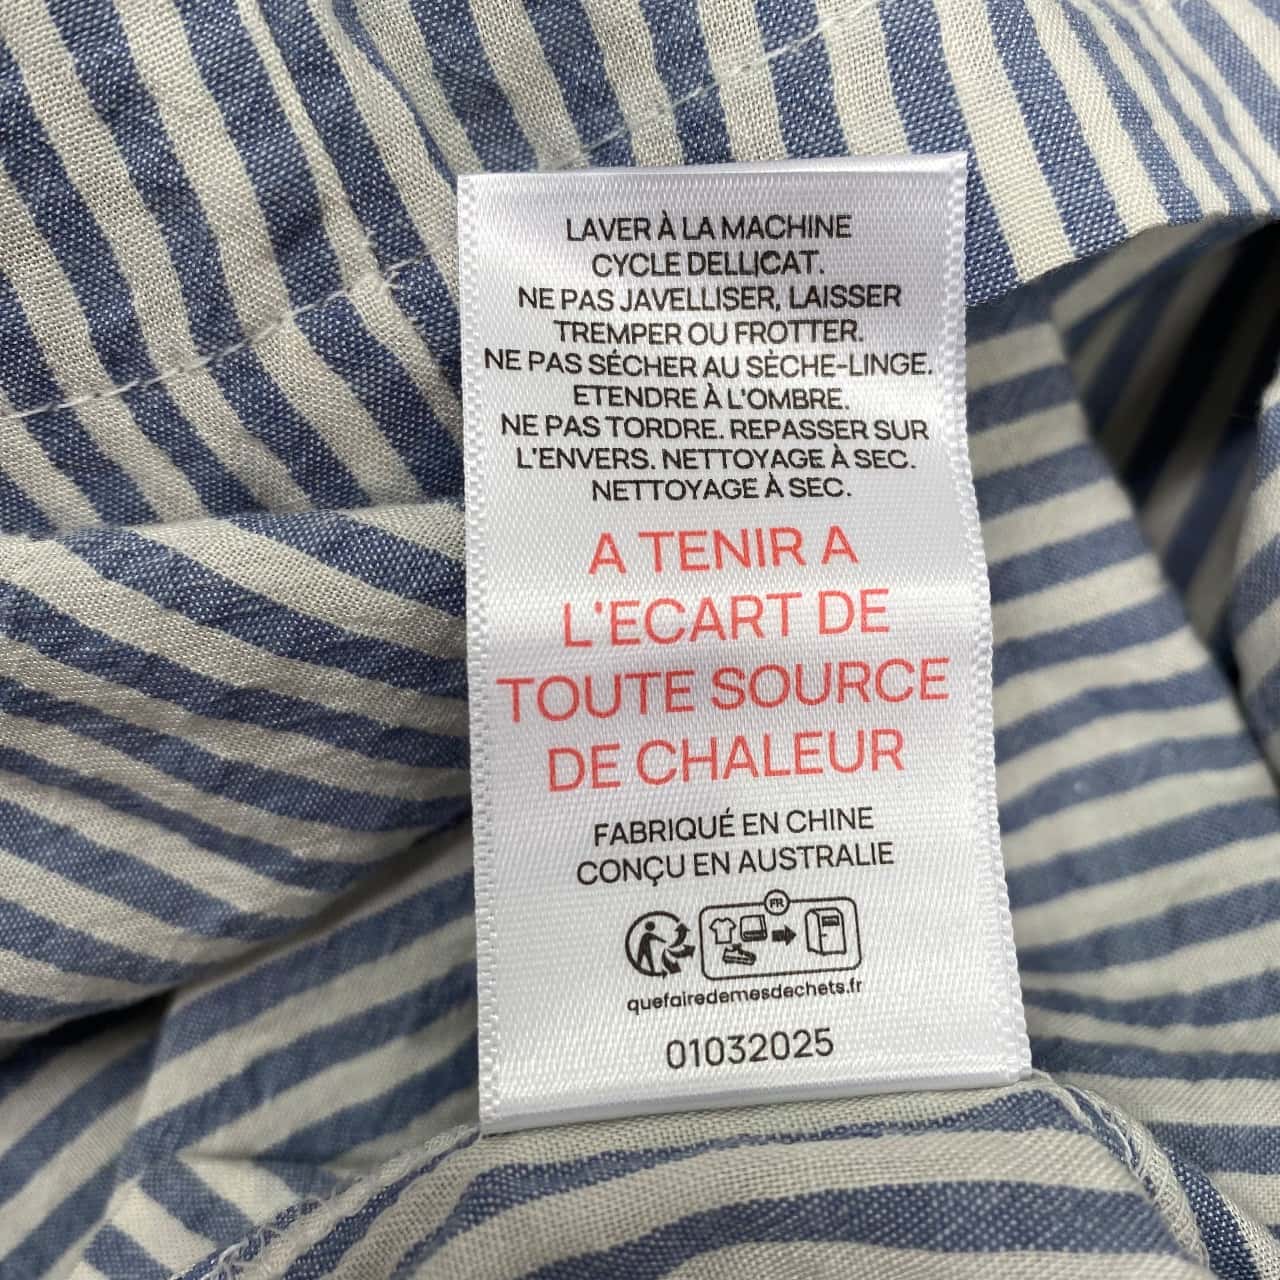 LAVER À LA MACHINE
CYCLE DELLICAT.
NE PAS JAVELLISER, LAISSER
TREMPER OU FROTTER.
NE PAS SÉCHER AU SÈCHE-LINGE.
ETENDRE À L'OMBRE.
NE PAS TORDRE. REPASSER SUR
L'ENVERS. NETTOYAGE À SEC.
NETTOYAGE À SEC.
A TENIR A
L'ECART DE
TOUTE SOURCE
DE CHALEUR
FABRIQUÉ EN CHINE
CONÇU EN AUSTRALIE
FR
quefairedemesdechets.fr
01032025